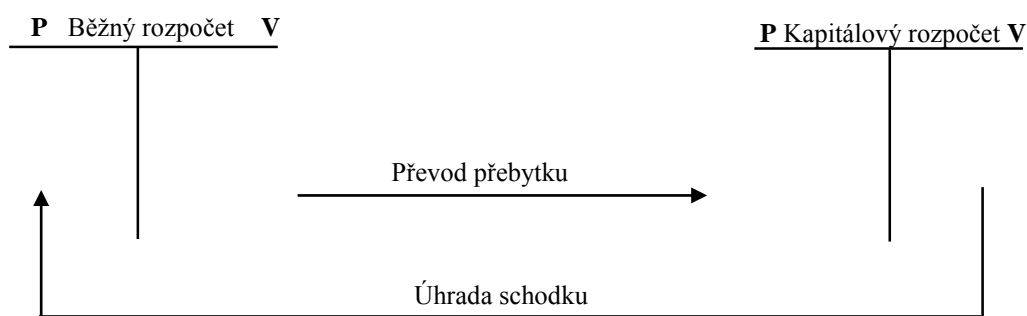 P Běžný rozpočet V
P Kapitálový rozpočet V
Převod přebytku
Úhrada schodku